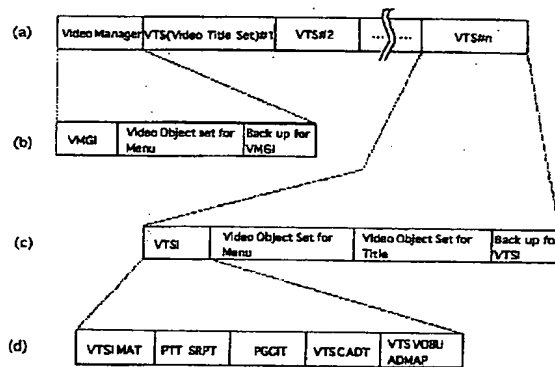 (a)
Video Manager
VTS(Video Title Set)#1
VTS#2
... ...
VTS#n
(b)
VMGI
Video Object set for
Menu
Back up for
VMGI
(c)
VTSI
Video Object Set for
Menu
Video Object Set for
Title
Back up for
VTSI
(d)
VTSI MAT
PTT SRPT
PGCIT
VTS CADT
VTS VOBU
ADMAP